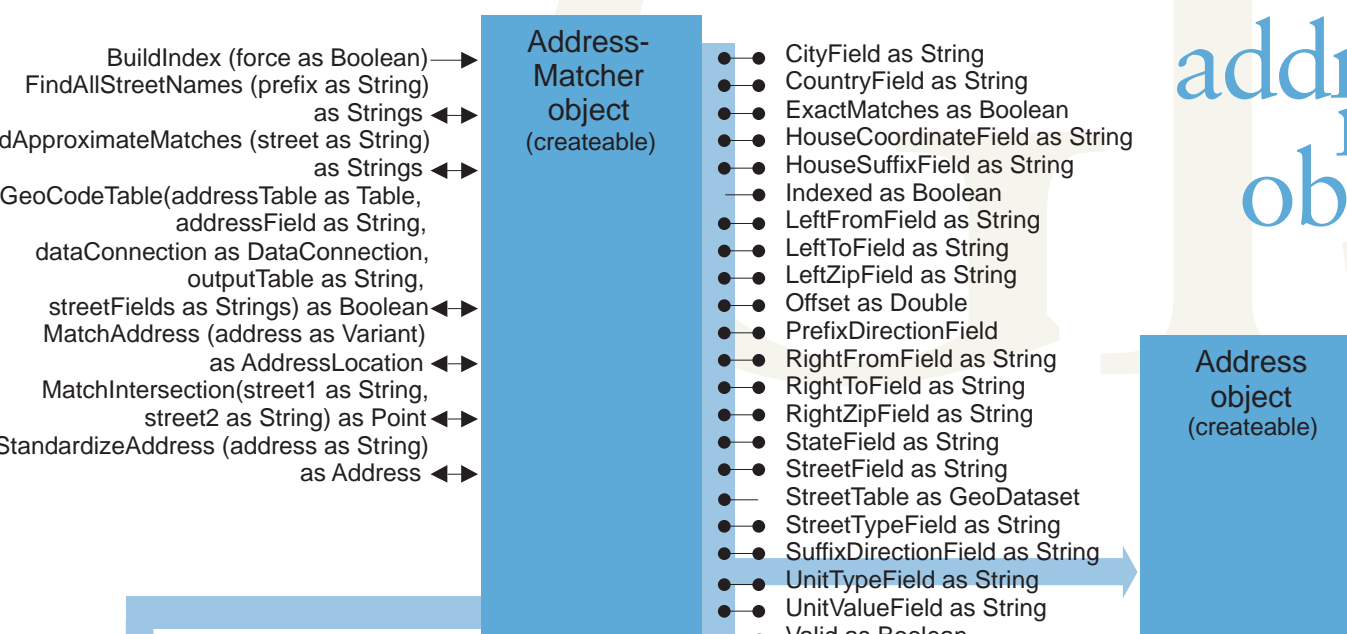 BuildIndex (force as Boolean)
FindAllStreetNames (prefix as String)
as Strings
dApproximateMatches (street as String)
as Strings
GeoCodeTable(addressTable as Table,
addressField as String,
dataConnection as DataConnection,
outputTable as String,
streetFields as Strings) as Boolean
MatchAddress (address as Variant)
as AddressLocation
MatchIntersection(street1 as String,
street2 as String) as Point
StandardizeAddress (address as String)
as Address
Address-
Matcher
object
(createable)
CityField as String
CountryField as String
ExactMatches as Boolean
HouseCoordinateField as String
HouseSuffixField as String
Indexed as Boolean
LeftFromField as String
LeftToField as String
LeftZipField as String
Offset as Double
PrefixDirectionField
RightFromField as String
RightToField as String
RightZipField as String
StateField as String
StreetField as String
StreetTable as GeoDataset
StreetTypeField as String
SuffixDirectionField as String
UnitTypeField as String
UnitValueField as String
Valid as Boolean
Address
object
(createable)
addr
ob